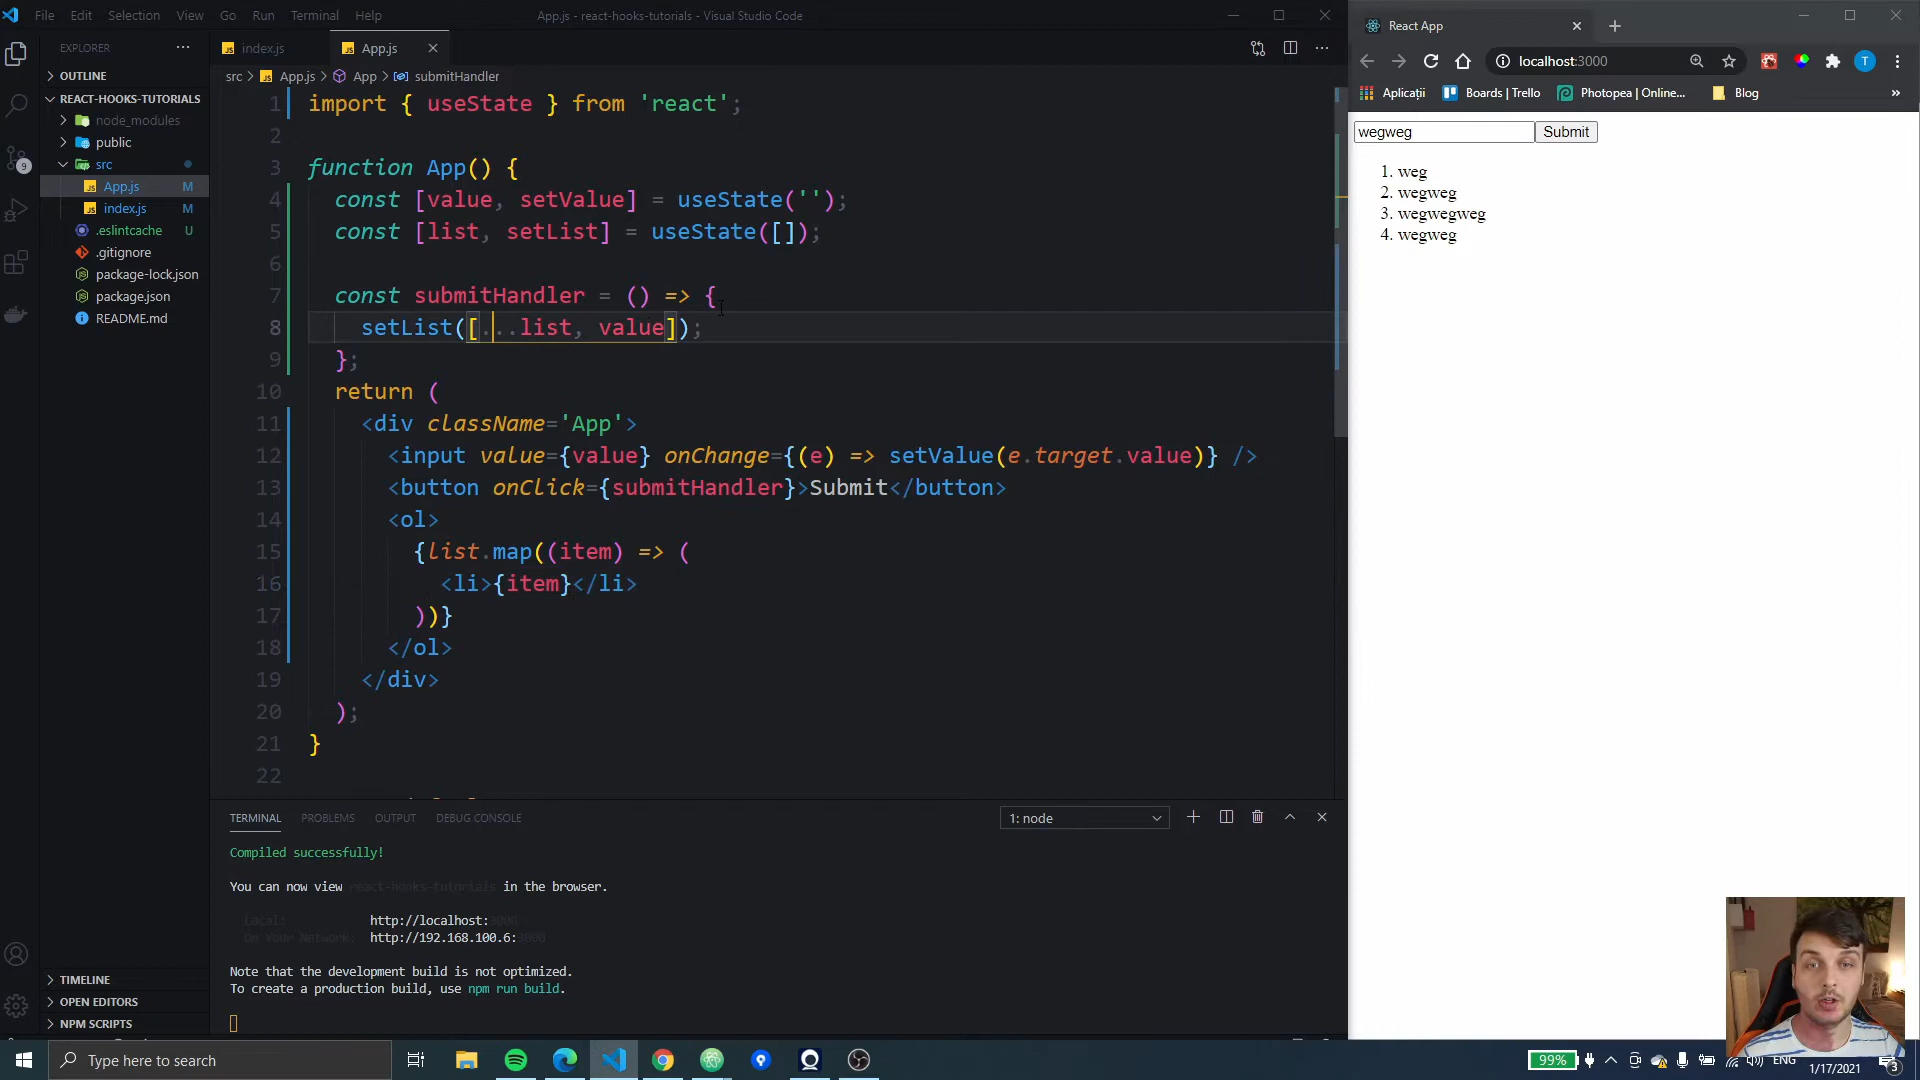 File Edit Selection View Go Run Terminal Help
App.js - react-hooks-tutorials - Visual Studio Code
EXPLORER
OUTLINE
REACT-HOOKS-TUTORIALS
node_modules
public
src
App.js M
index.js M
.eslintcache U
.gitignore
package-lock.json
package.json
README.md
TIMELINE
OPEN EDITORS
NPM SCRIPTS
9
index.js
App.js
src > App.js > App > submitHandler
1 import { useState } from 'react';
2
3 function App() {
4 const [value, setValue] = useState('');
5 const [list, setList] = useState([]);
6
7 const submitHandler = () => {
8 setList([...list, value]);
9 };
10 return (
11 <div className='App'>
12 <input value={value} onChange={(e) => setValue(e.target.value)} />
13 <button onClick={submitHandler}>Submit</button>
14 <ol>
15 {list.map((item) => (
16 <li>{item}</li>
17 ))}
18 </ol>
19 </div>
20 );
21 }
22
TERMINAL PROBLEMS OUTPUT DEBUG CONSOLE
1: node
Compiled successfully!
You can now view react-hooks-tutorials in the browser.
Local: http://localhost:3000
On Your Network: http://192.168.100.6:3000
Note that the development build is not optimized.
To create a production build, use npm run build.
React App
localhost:3000
T
Aplicații Boards | Trello Photopea | Online... Blog
wegweg Submit
1. weg
2. wegweg
3. wegwegweg
4. wegweg
Type here to search
99%
ENG
1/17/2021
3